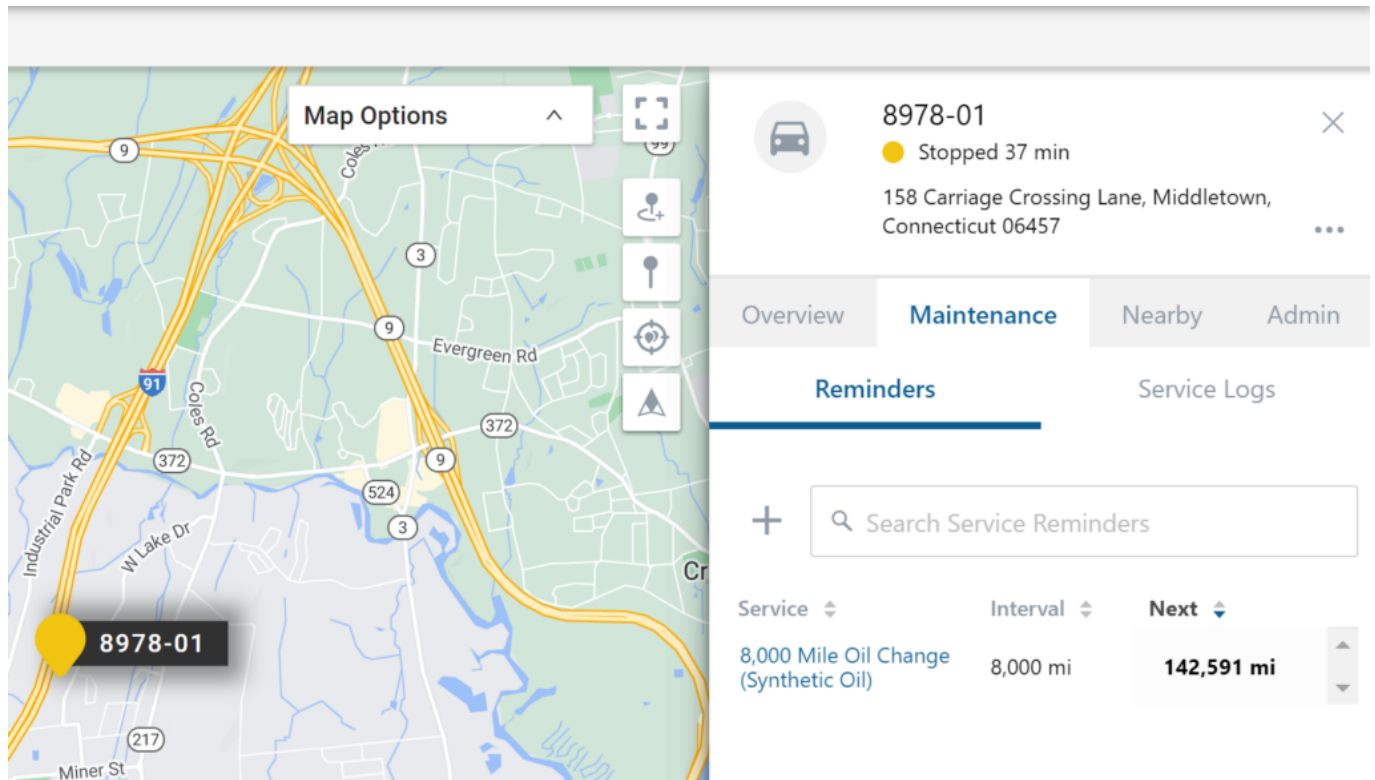 Map Options
9
Coles
99
3
9
Evergreen Rd
91
Coles Rd
372
372
9
524
3
Industrial Park Rd
W Lake Dr
Cr
8978-01
217
Miner St
8978-01
Stopped 37 min
158 Carriage Crossing Lane, Middletown,
Connecticut 06457
Overview Maintenance Nearby Admin
Reminders Service Logs
Search Service Reminders
Service Interval Next
8,000 Mile Oil Change
(Synthetic Oil)
8,000 mi
142,591 mi